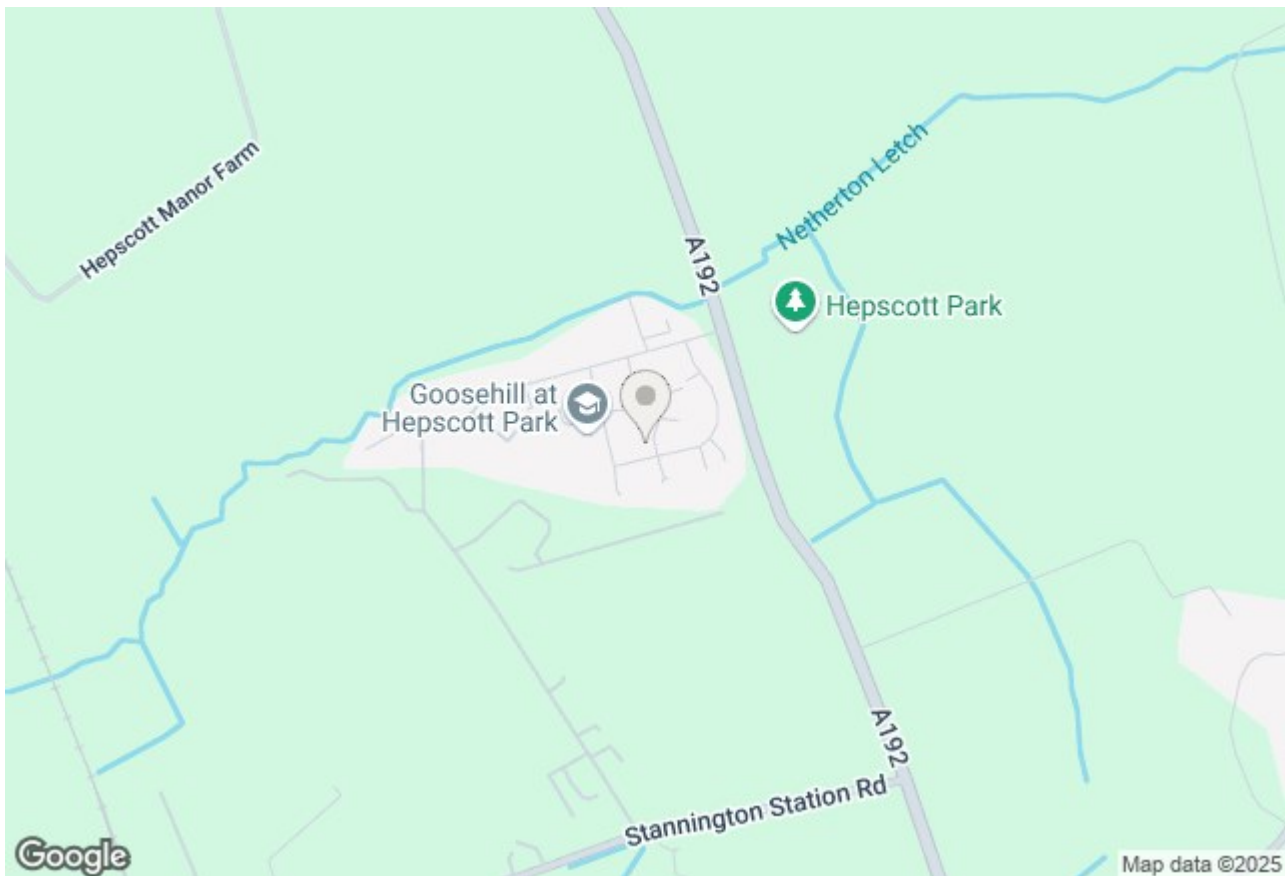 Hepscott Manor Farm
Netherton Letch
A192
Hepscott Park
Goosehill at
Hepscott Park
A192
Stannington Station Rd
Google
Map data ©2025